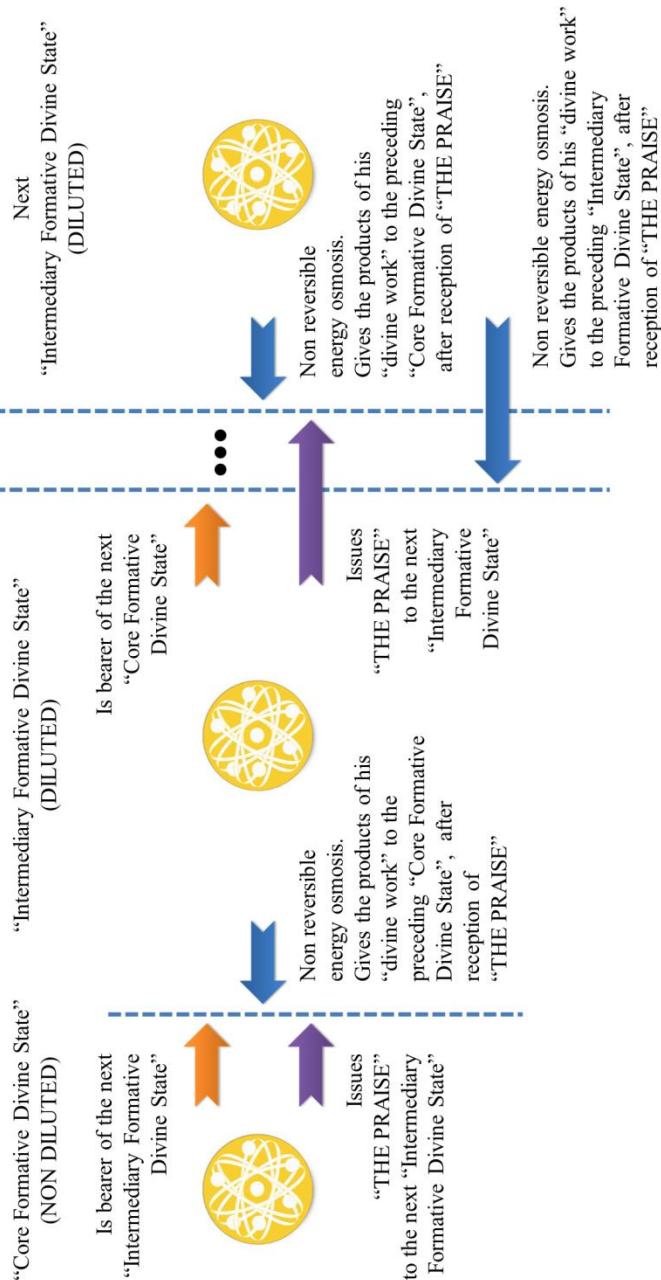 “Core Formative Divine State”
(NON DILUTED)
Is bearer of the next
“Intermediary Formative
Divine State”
Issues
“THE PRAISE”
to the next “Intermediary
Formative Divine State”
“Intermediary Formative Divine State”
(DILUTED)
Non reversible
energy osmosis.
Gives the products of his
“divine work” to the
preceding “Core Formative
Divine State”, after
reception of
“THE PRAISE”
Is bearer of the next
“Core Formative
Divine State”
Issues
“THE PRAISE”
to the next
“Intermediary
Formative
Divine State”
Next
“Intermediary Formative Divine State”
(DILUTED)
Non reversible
energy osmosis.
Gives the products of his
“divine work” to the preceding
“Core Formative Divine State”,
after reception of “THE PRAISE”
Non reversible energy osmosis.
Gives the products of his “divine work”
to the preceding “Intermediary
Formative Divine State”, after
reception of “THE PRAISE”